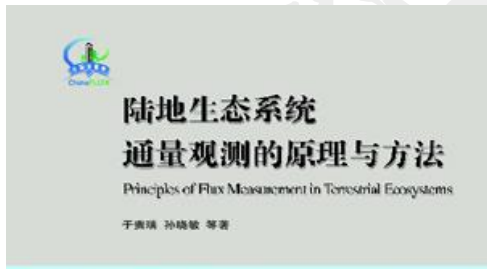 ChinaFLUX
陆地生态系统
通量观测的原理与方法
Principles of Flux Measurement in Terrestrial Ecosystems
于贵瑞 孙晓敏 等著